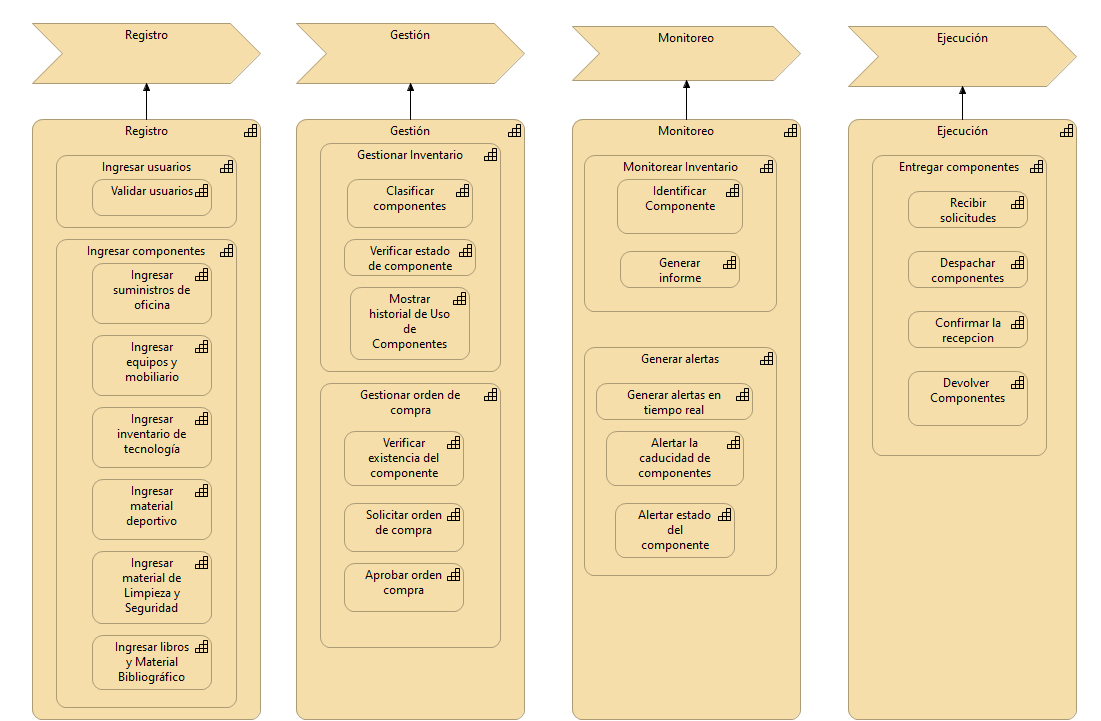 Registro
Gestión
Monitoreo
Ejecución
Registro
Ingresar usuarios
Validar usuarios
Ingresar componentes
Ingresar
suministros de
oficina
Ingresar
equipos y
mobiliario
Ingresar
inventario de
tecnología
Ingresar
material
deportivo
Ingresar
material de
Limpieza y
Seguridad
Ingresar libros
y Material
Bibliográfico
Gestión
Gestionar Inventario
Clasificar
componentes
Verificar estado
de componente
Mostrar
historial de Uso
de
Componentes
Gestionar orden de
compra
Verificar
existencia del
componente
Solicitar orden
de compra
Aprobar orden
compra
Monitoreo
Monitorear Inventario
Identificar
Componente
Generar
informe
Generar alertas
Generar alertas en
tiempo real
Alertar la
caducidad de
componentes
Alertar estado
del
componente
Ejecución
Entregar componentes
Recibir
solicitudes
Despachar
componentes
Confirmar la
recepcion
Devolver
Componentes